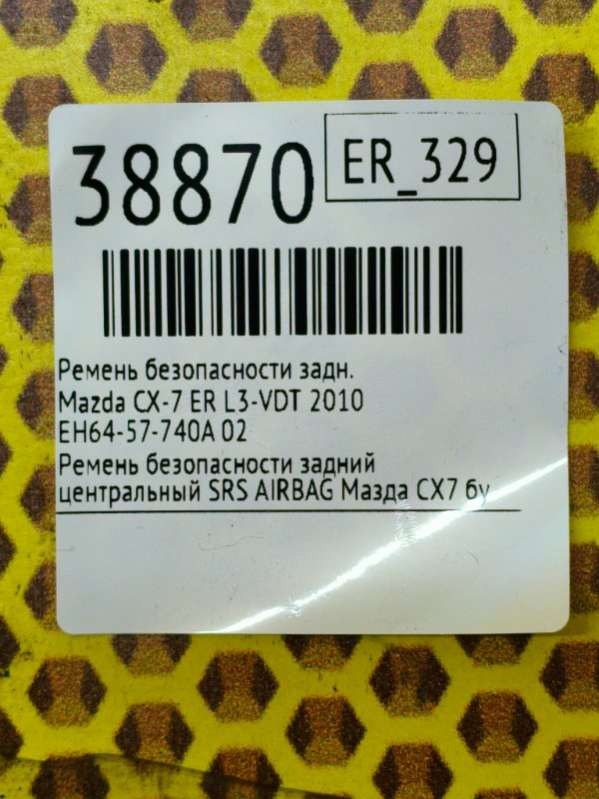 38870
ER_329
Ремень безопасности задн.
Mazda CX-7 ER L3-VDT 2010
EH64-57-740A 02
Ремень безопасности задний
центральный SRS AIRBAG Мазда СХ7 бу